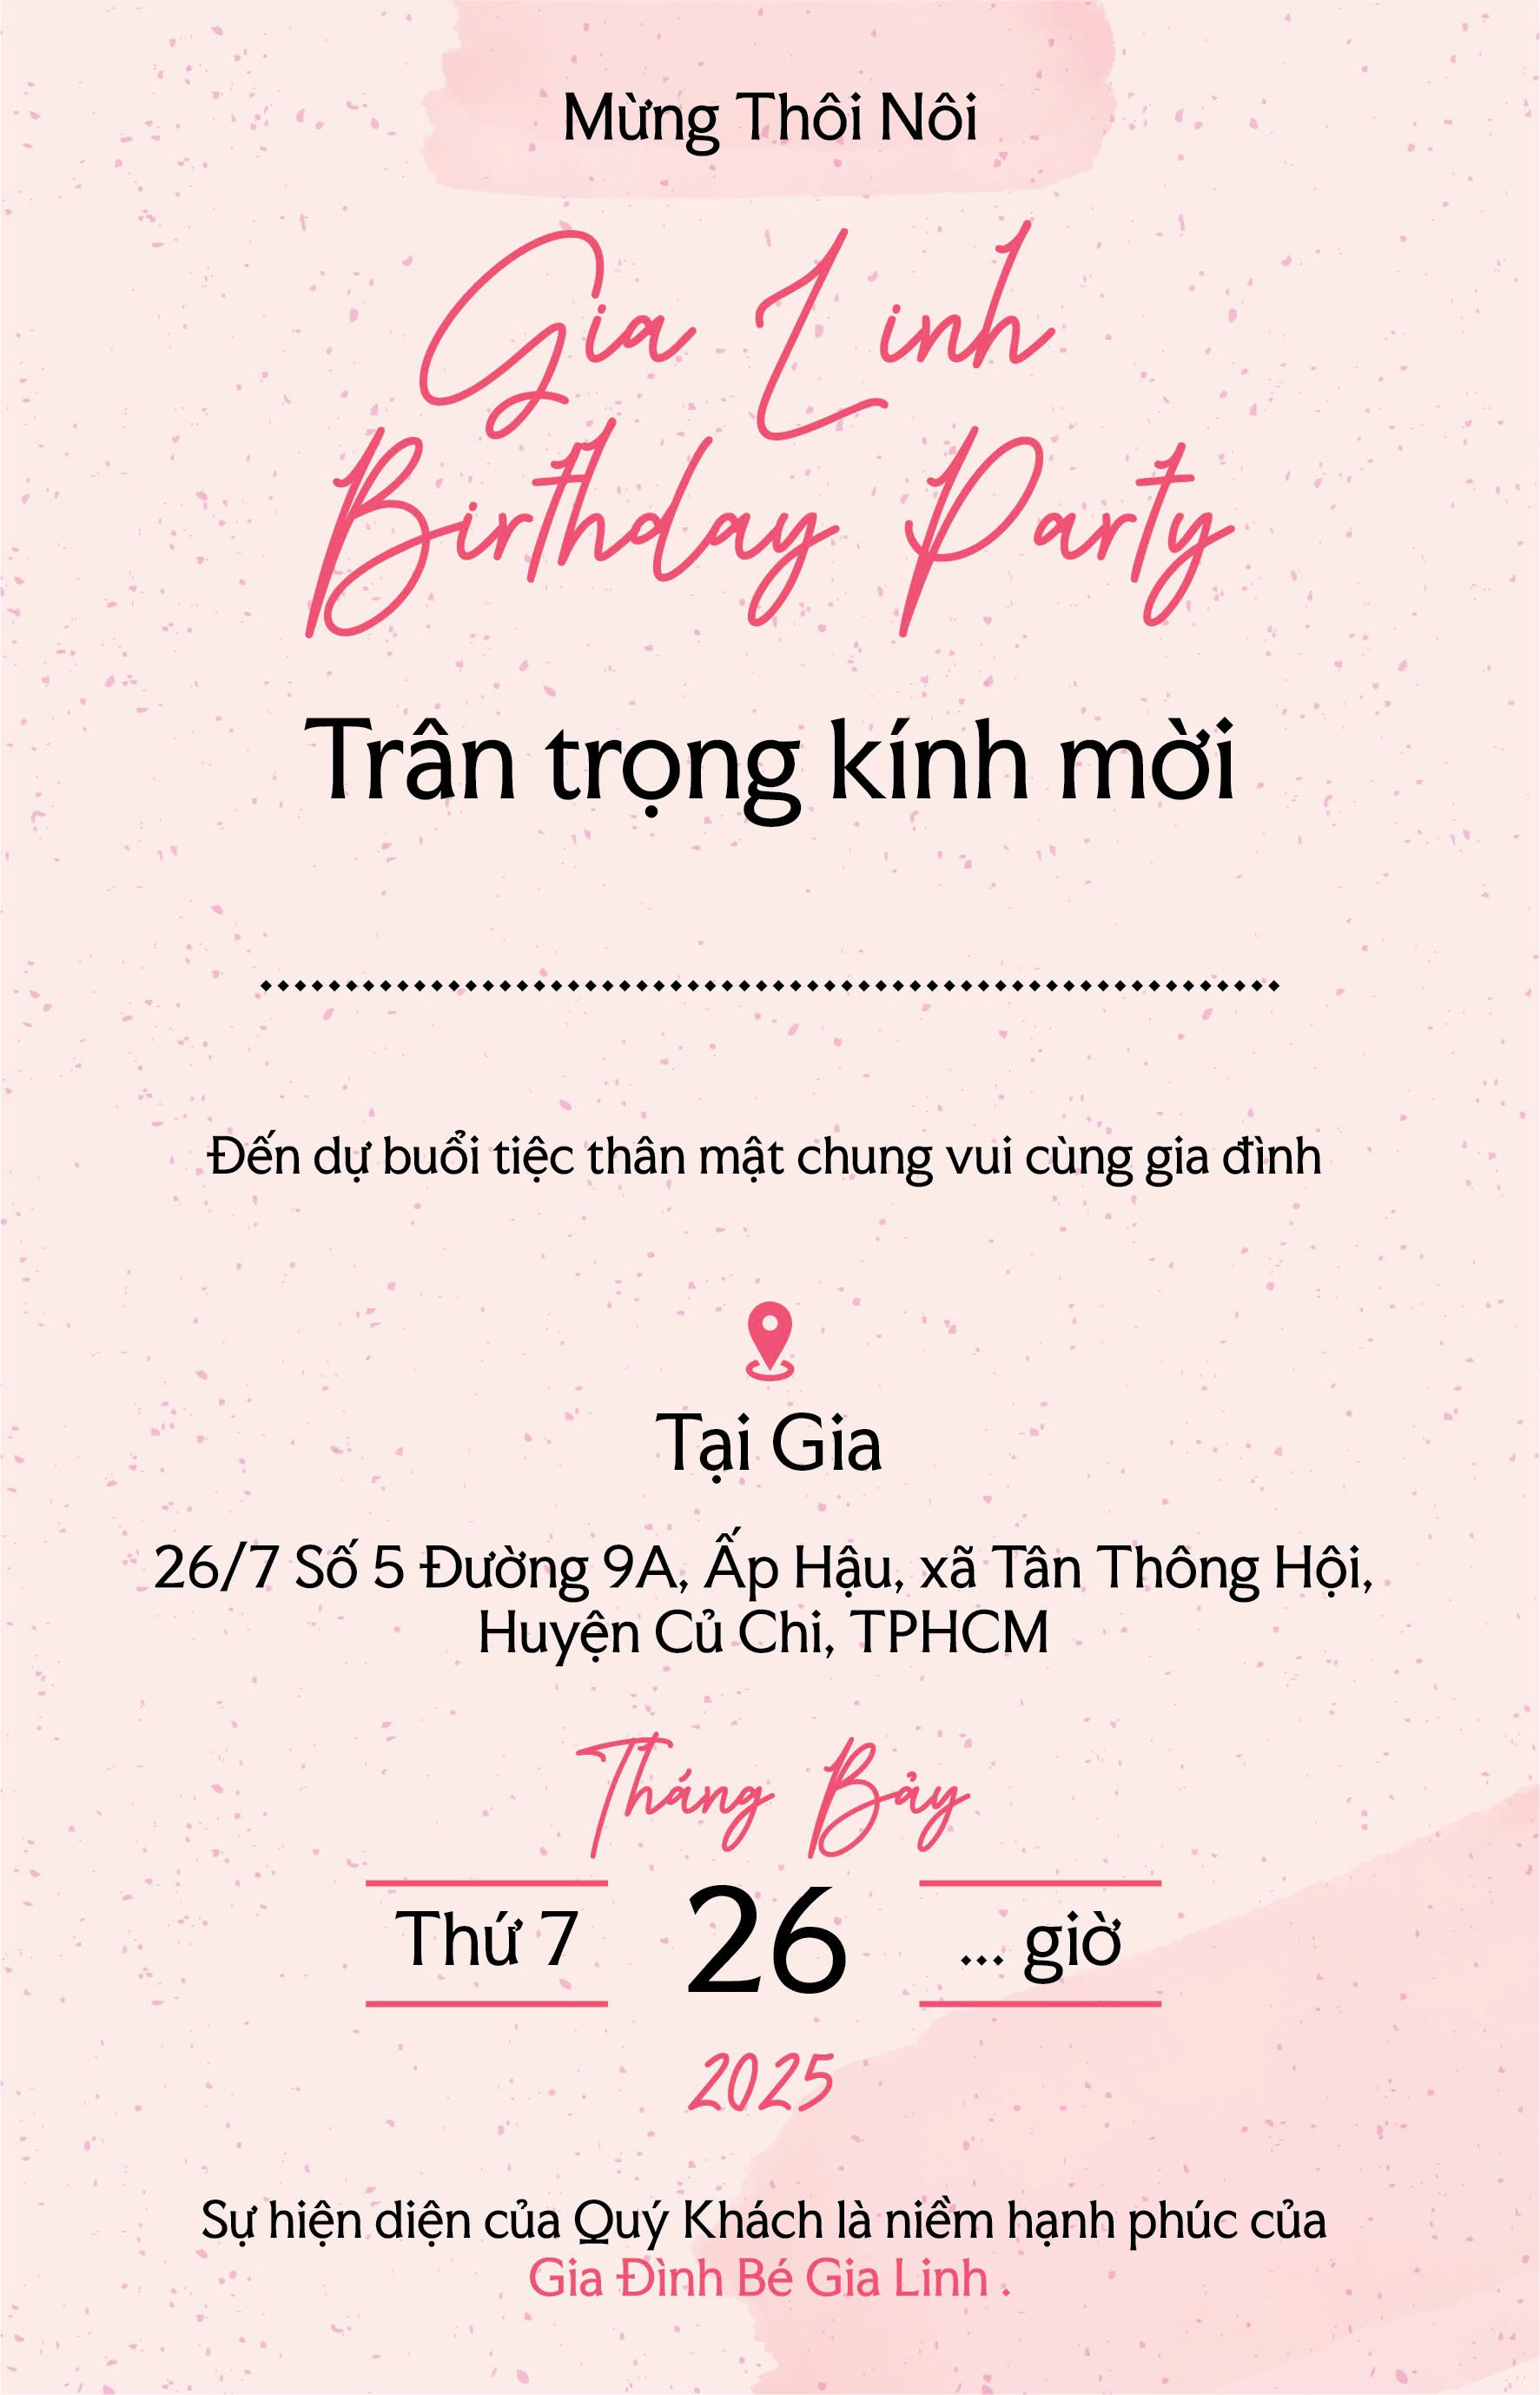 Mừng Thôi Nôi
Gia Linh
Birthday Party
Trân trọng kính mời
Đến dự buổi tiệc thân mật chung vui cùng gia đình
Tại Gia
26/7 Số 5 Đường 9A, Ấp Hậu, xã Tân Thông Hội,
Huyện Củ Chi, TPHCM
Tháng Bảy
Thứ 7 26 ... giờ
2025
Sự hiện diện của Quý Khách là niềm hạnh phúc của
Gia Đình Bé Gia Linh .